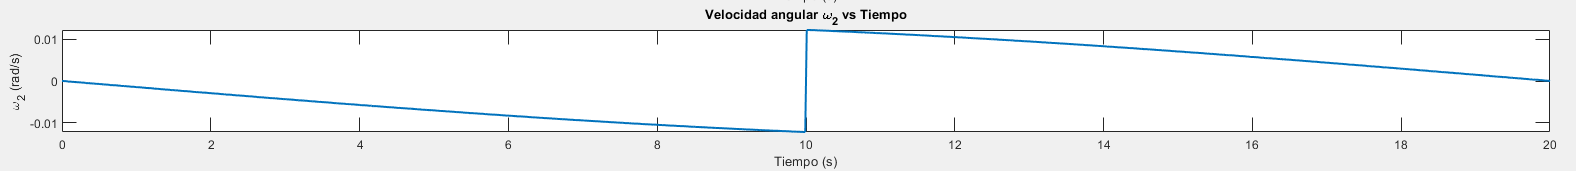 Velocidad angular ω₂ vs Tiempo
ω₂ (rad/s)
0.01
0
-0.01
0 2 4 6 8 10 12 14 16 18 20
Tiempo (s)